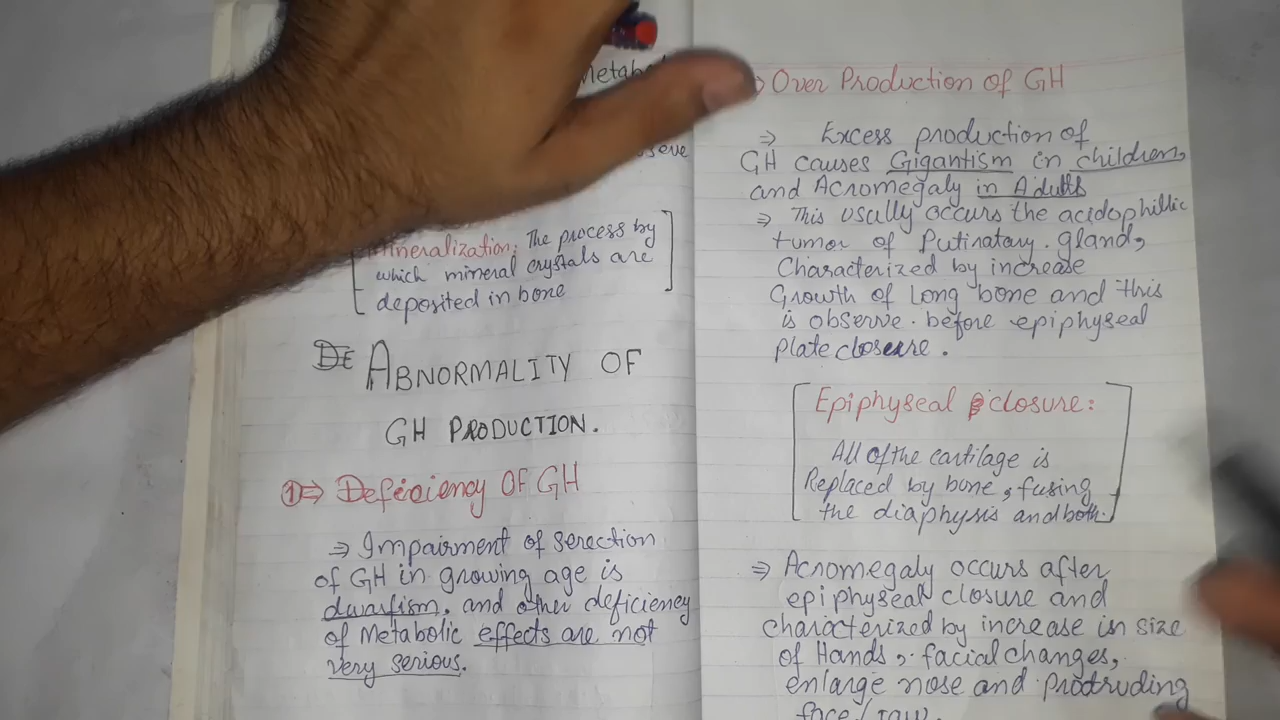 Metabol
Mineralization: The process by
which mineral crystals are
deposited in bone
ABNORMALITY OF
GH PRODUCTION.
1) ⇒ Deficiency OF GH
⇒ Impairment of serection
of GH in growing age is
dwarfism. and other deficiency
of Metabolic effects are not
very serious.
Over Production of GH
⇒ Excess production of
GH causes Gigantism in children,
and Acromegaly in Adults
⇒ This usally occurs the acidophillic
tumor of Putinatary. gland,
Characterized by increase
Growth of Long bone and this
is observe. before epiphyseal
plate closure.
Epiphyseal closure:
All of the cartilage is
Replaced by bone, fusing
the diaphysis and both.
⇒ Acromegaly occurs after
epiphyseal closure and
characterized by increase in size
of Hands, facial changes,
enlarge nose and protruding
face/jaw.